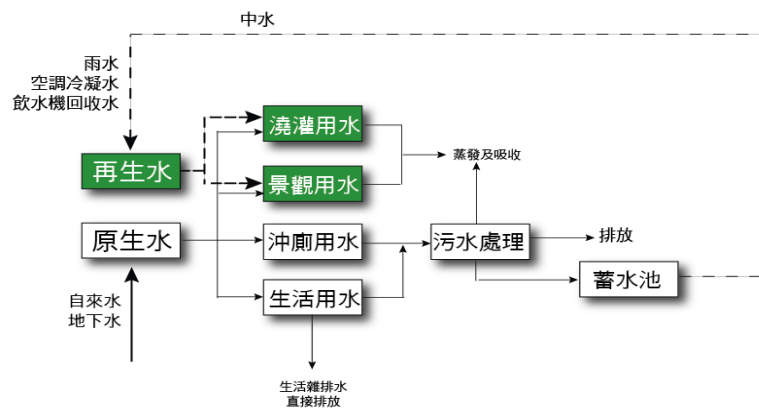 中水
雨水
空調冷凝水
飲水機回收水
澆灌用水
蒸發及吸收
再生水
景觀用水
原生水
沖廁用水
污水處理
排放
生活用水
蓄水池
自來水
地下水
生活雜排水
直接排放